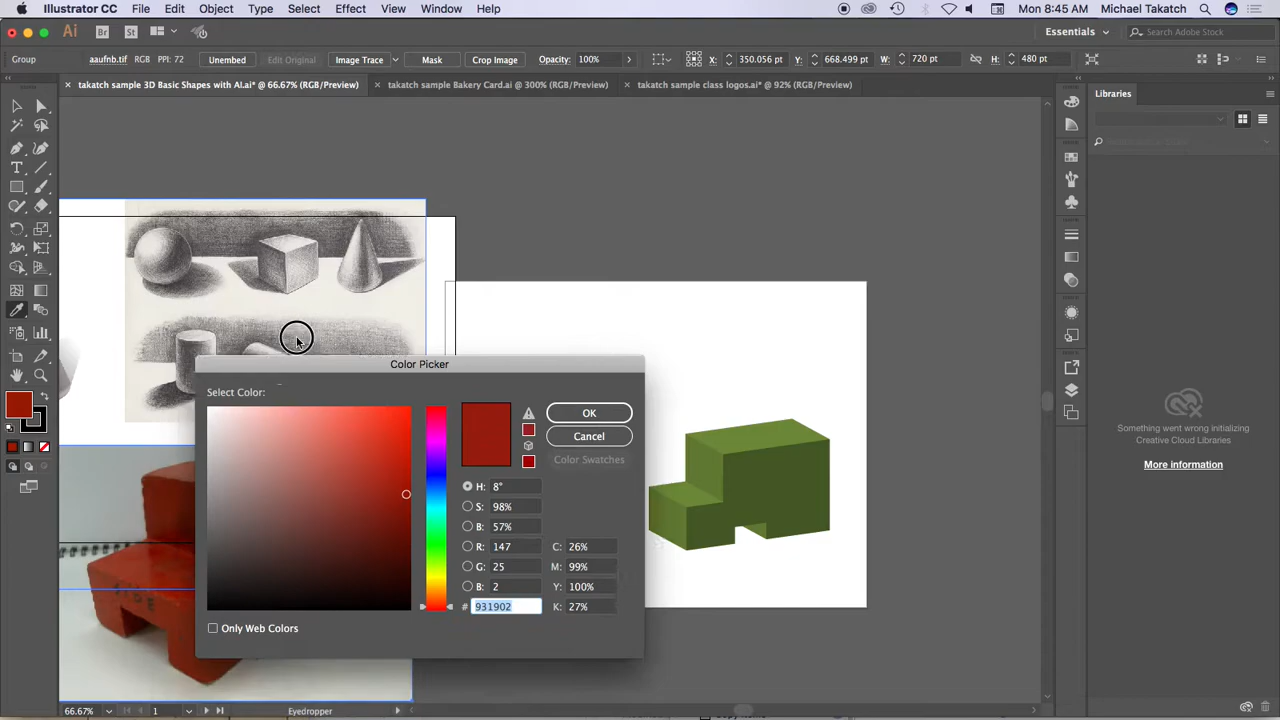 Illustrator CC File Edit Object Type Select Effect View Window Help Mon 8:45 AM Michael Takatch
Ai Br St Essentials Search Adobe Stock
Group aaufnb.tif RGB PPI: 72 Unembed Edit Original Image Trace Mask Crop Image Opacity: 100% X: 350.056 pt Y: 668.499 pt W: 720 pt H: 480 pt
× takatch sample 3D Basic Shapes with AI.ai* @ 66.67% (RGB/Preview) × takatch sample Bakery Card.ai @ 300% (RGB/Preview) × takatch sample class logos.ai* @ 92% (RGB/Preview)
Libraries
Color Picker
Select Color:
OK
Cancel
Color Swatches
H: 8°
S: 98%
B: 57%
R: 147 C: 26%
G: 25 M: 99%
B: 2 Y: 100%
# 931902 K: 27%
Only Web Colors
Something went wrong initializing
Creative Cloud Libraries
More information
66.67% 1 Eyedropper